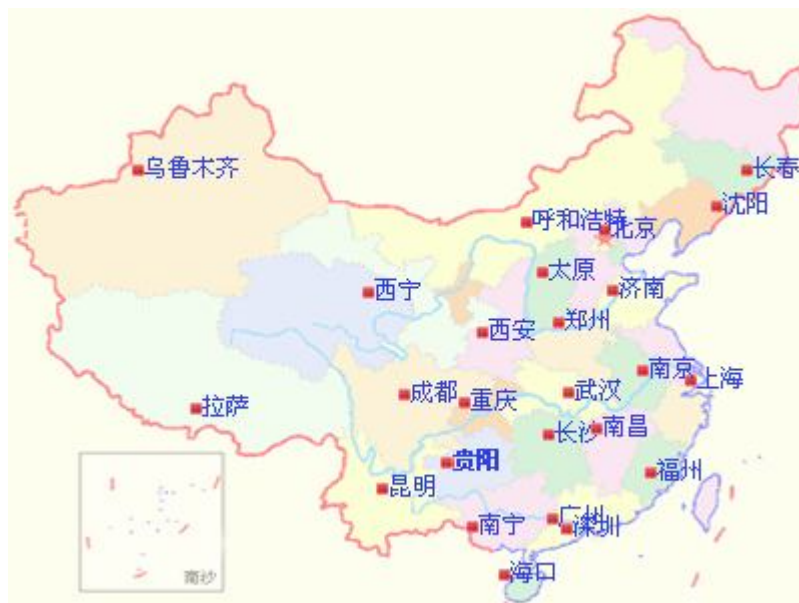 乌鲁木齐
长春
沈阳
呼和浩特
北京
太原
西宁
济南
郑州
西安
南京
上海
成都
武汉
重庆
拉萨
南昌
长沙
贵阳
福州
昆明
广州
南宁
深圳
海口
南沙